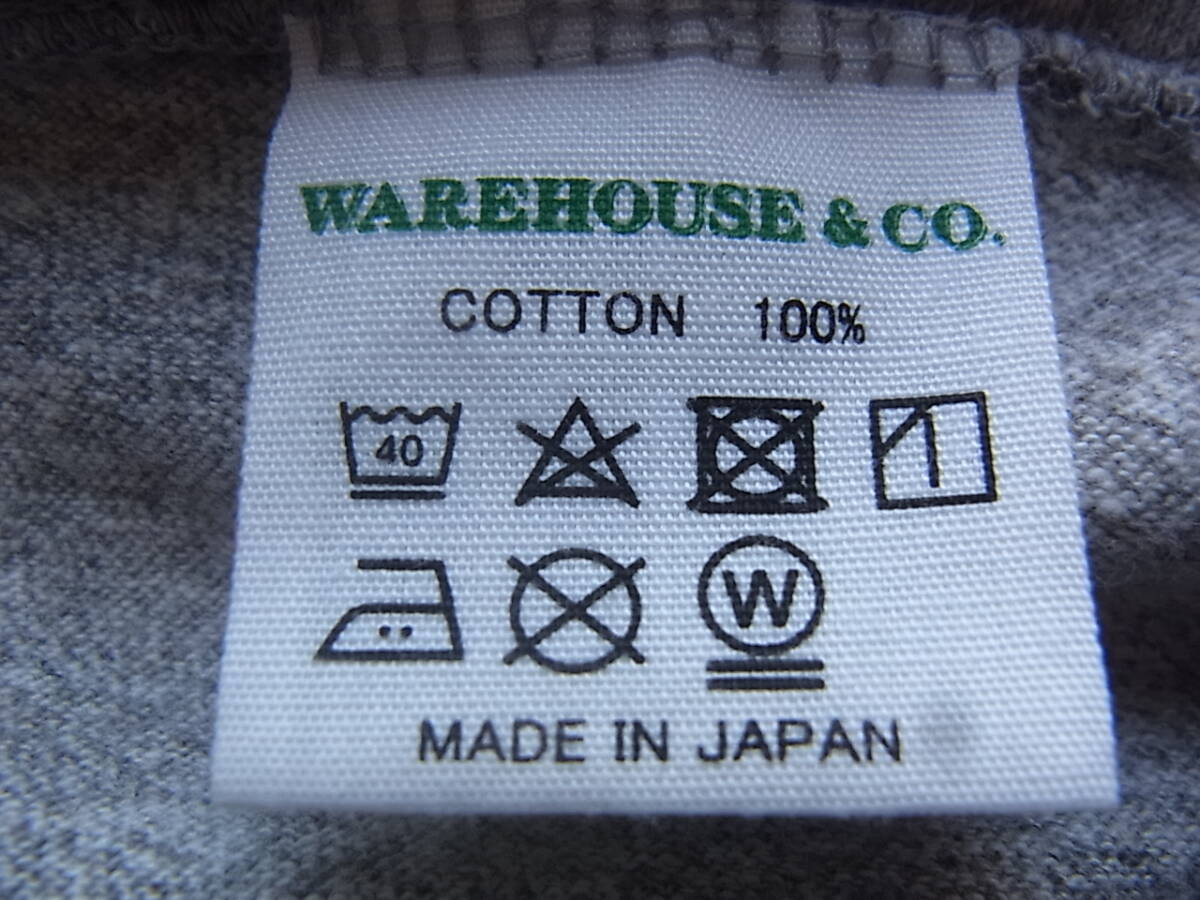 WAREHOUSE & CO.
COTTON 100%
40
W
MADE IN JAPAN